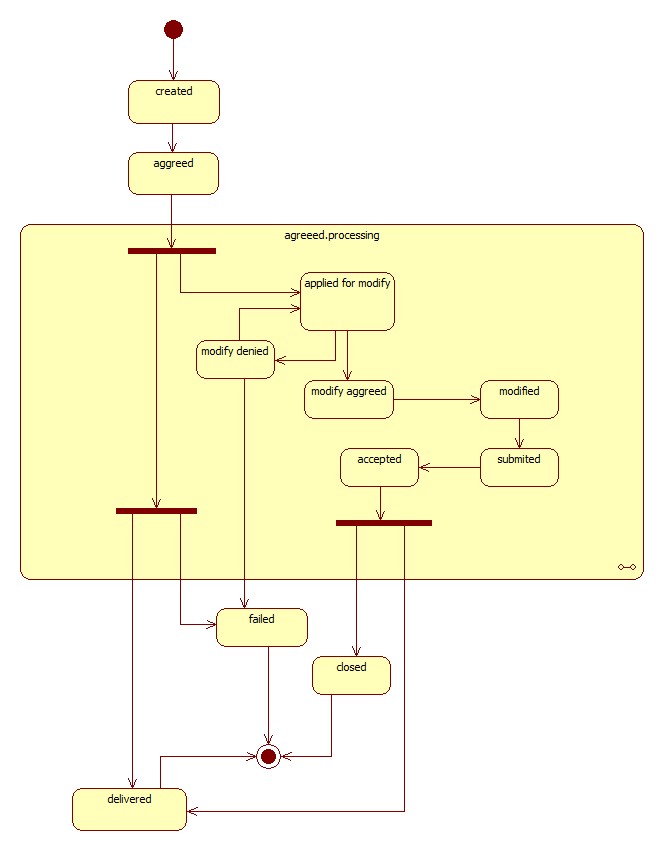 created
aggreed
agreeed.processing
applied for modify
modify denied
modify aggreed
modified
accepted
submited
failed
closed
delivered